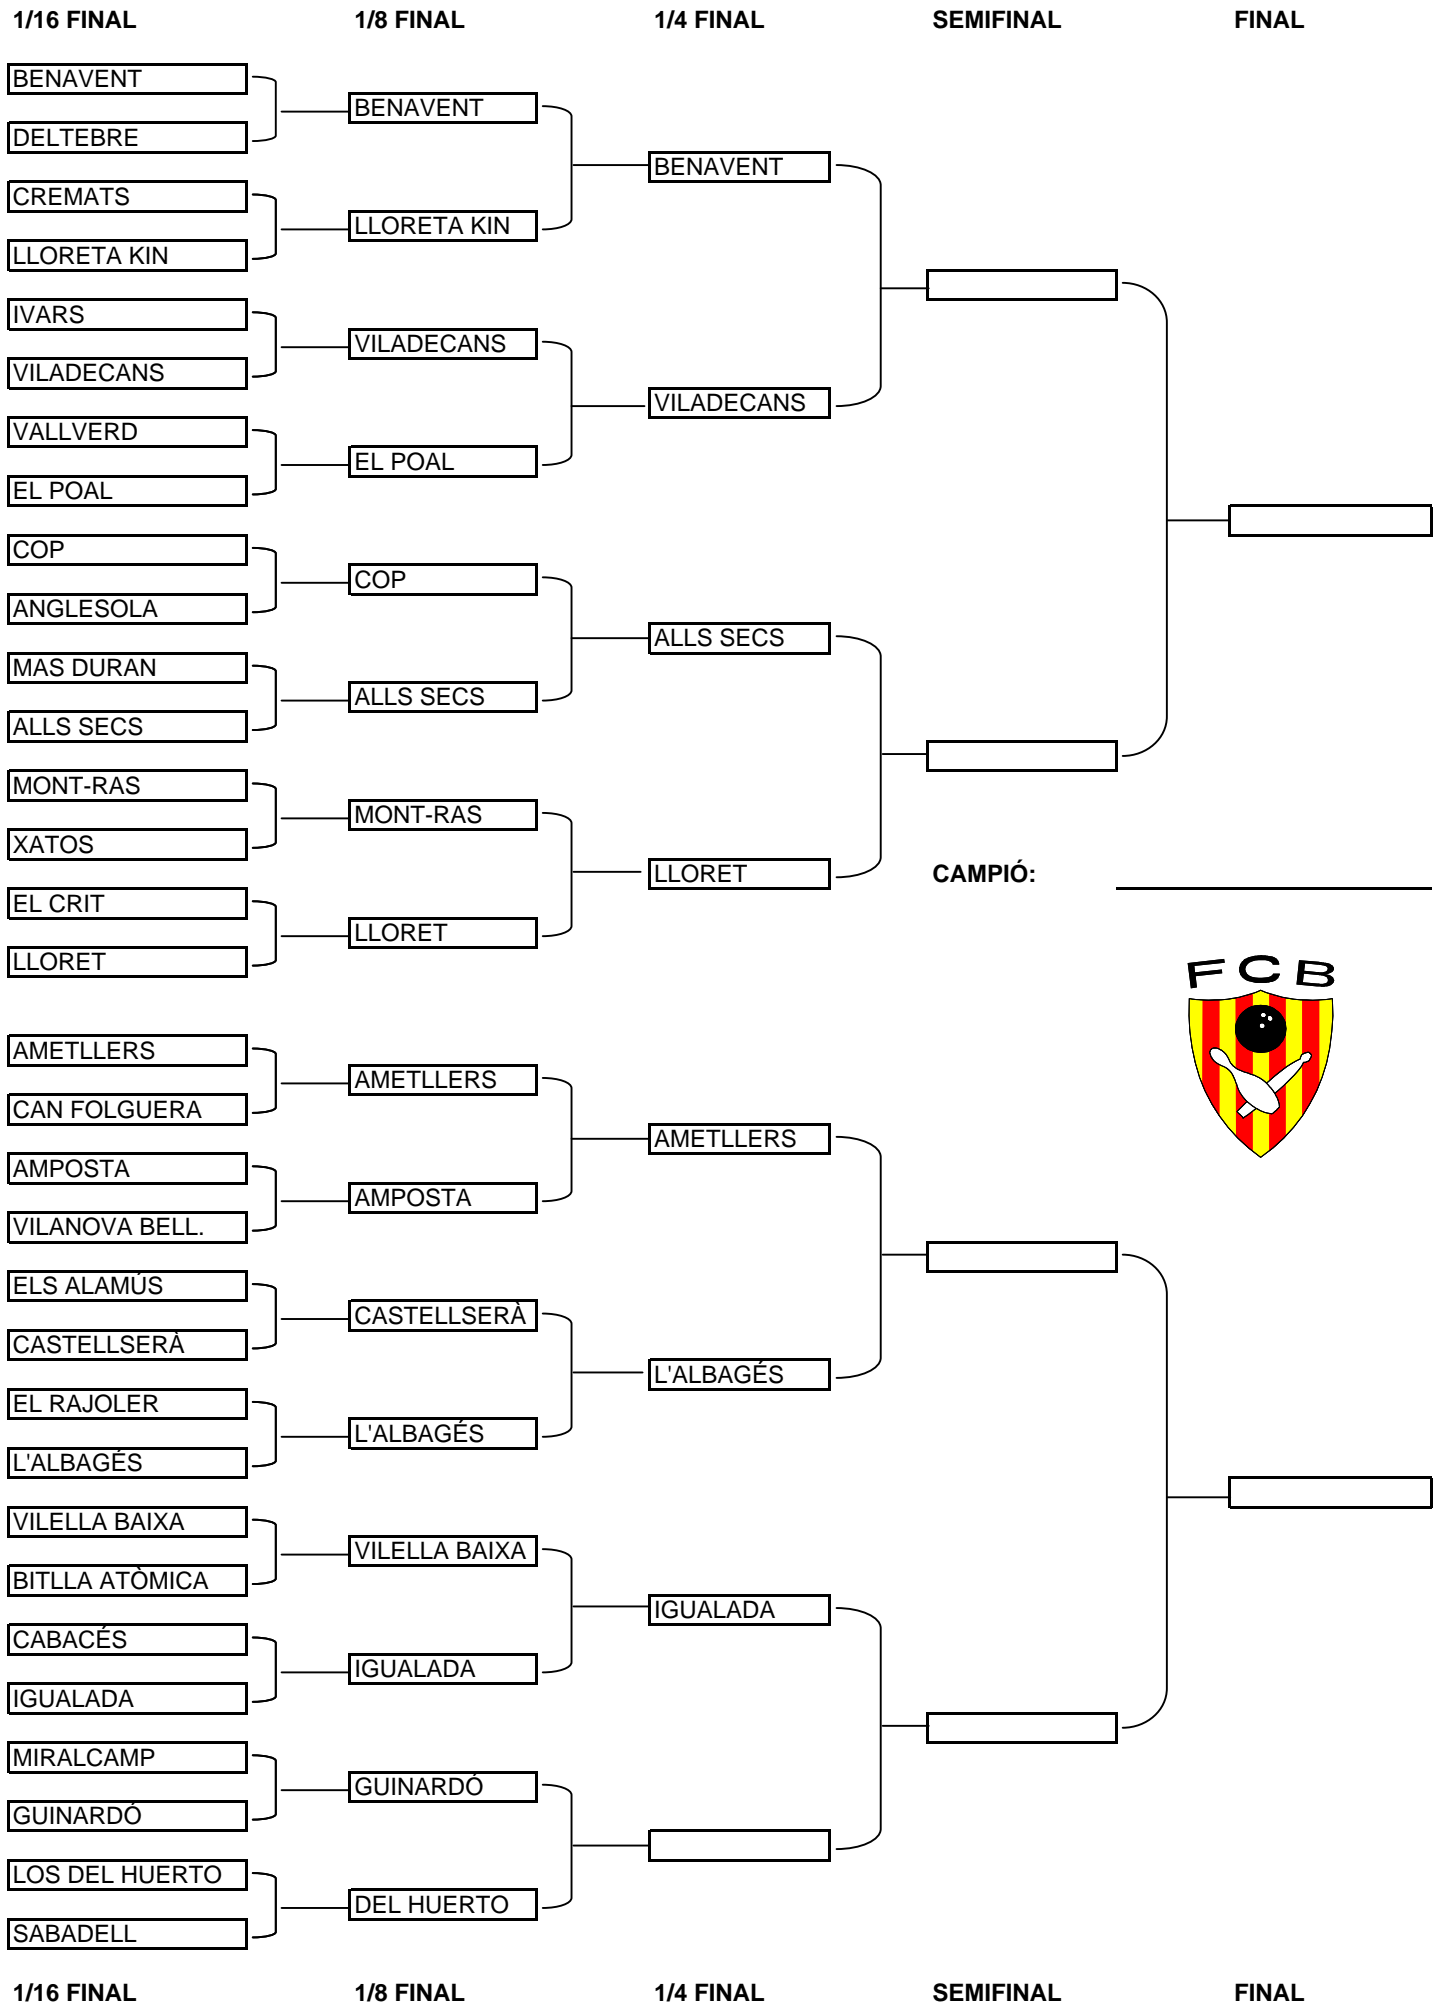 1/16 FINAL 1/8 FINAL 1/4 FINAL SEMIFINAL FINAL
BENAVENT
BENAVENT
DELTEBRE
BENAVENT
CREMATS
LLORETA KIN
LLORETA KIN
IVARS
VILADECANS
VILADECANS
VILADECANS
VALLVERD
EL POAL
EL POAL
COP
COP
ANGLESOLA
ALLS SECS
MAS DURAN
ALLS SECS
ALLS SECS
MONT-RAS
MONT-RAS
XATOS
LLORET
CAMPIÓ:
EL CRIT
LLORET
LLORET
FCB
AMETLLERS
AMETLLERS
CAN FOLGUERA
AMETLLERS
AMPOSTA
AMPOSTA
VILANOVA BELL.
ELS ALAMÚS
CASTELLSERÀ
CASTELLSERÀ
L'ALBAGÉS
EL RAJOLER
L'ALBAGÉS
L'ALBAGÉS
VILELLA BAIXA
VILELLA BAIXA
BITLLA ATÒMICA
IGUALADA
CABACÉS
IGUALADA
IGUALADA
MIRALCAMP
GUINARDÓ
GUINARDÓ
LOS DEL HUERTO
DEL HUERTO
SABADELL
1/16 FINAL 1/8 FINAL 1/4 FINAL SEMIFINAL FINAL